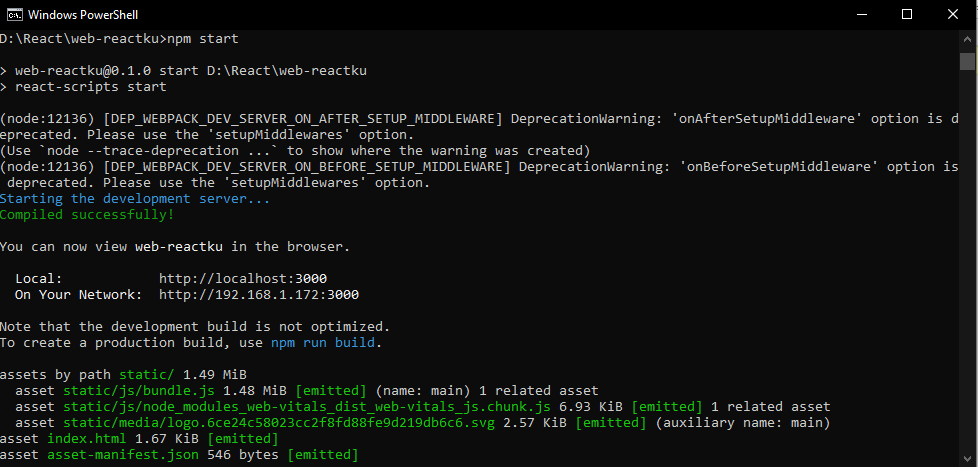 Windows PowerShell
D:\React\web-reactku>npm start
> web-reactku@0.1.0 start D:\React\web-reactku
> react-scripts start
(node:12136) [DEP_WEBPACK_DEV_SERVER_ON_AFTER_SETUP_MIDDLEWARE] DeprecationWarning: 'onAfterSetupMiddleware' option is d
eprecated. Please use the 'setupMiddlewares' option.
(Use `node --trace-deprecation ...` to show where the warning was created)
(node:12136) [DEP_WEBPACK_DEV_SERVER_ON_BEFORE_SETUP_MIDDLEWARE] DeprecationWarning: 'onBeforeSetupMiddleware' option is
 deprecated. Please use the 'setupMiddlewares' option.
Starting the development server...
Compiled successfully!
You can now view web-reactku in the browser.
  Local:            http://localhost:3000
  On Your Network:  http://192.168.1.172:3000
Note that the development build is not optimized.
To create a production build, use npm run build.
assets by path static/ 1.49 MiB
  asset static/js/bundle.js 1.48 MiB [emitted] (name: main) 1 related asset
  asset static/js/node_modules_web-vitals_dist_web-vitals_js.chunk.js 6.93 KiB [emitted] 1 related asset
  asset static/media/logo.6ce24c58023cc2f8fd88fe9d219db6c6.svg 2.57 KiB [emitted] (auxiliary name: main)
asset index.html 1.67 KiB [emitted]
asset asset-manifest.json 546 bytes [emitted]